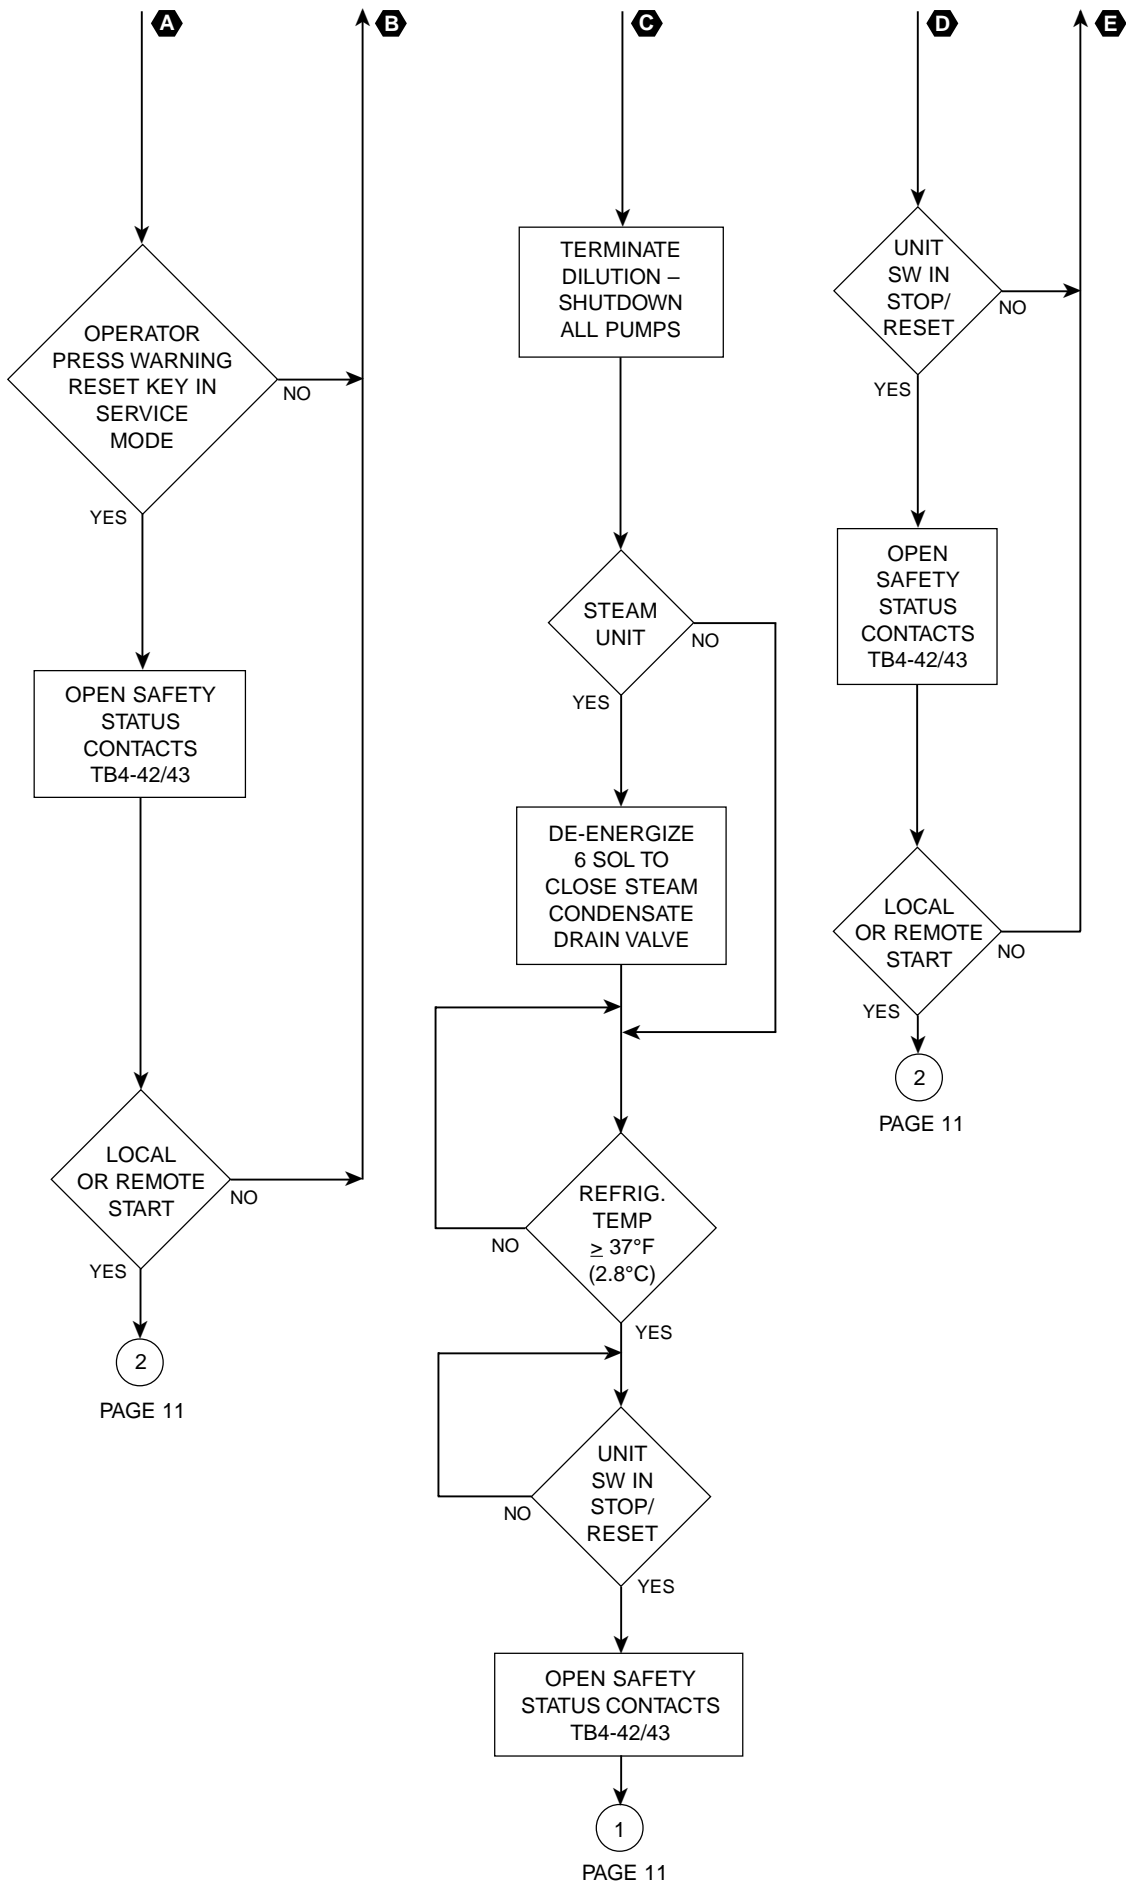 A
B
C
D
E
OPERATOR
PRESS WARNING
RESET KEY IN
SERVICE
MODE
NO
YES
OPEN SAFETY
STATUS
CONTACTS
TB4-42/43
LOCAL
OR REMOTE
START
NO
YES
2
PAGE 11
TERMINATE
DILUTION –
SHUTDOWN
ALL PUMPS
STEAM
UNIT
NO
YES
DE-ENERGIZE
6 SOL TO
CLOSE STEAM
CONDENSATE
DRAIN VALVE
REFRIG.
TEMP
≥ 37°F
(2.8°C)
NO
YES
UNIT
SW IN
STOP/
RESET
NO
YES
OPEN SAFETY
STATUS CONTACTS
TB4-42/43
1
PAGE 11
UNIT
SW IN
STOP/
RESET
NO
YES
OPEN
SAFETY
STATUS
CONTACTS
TB4-42/43
LOCAL
OR REMOTE
START
NO
YES
2
PAGE 11